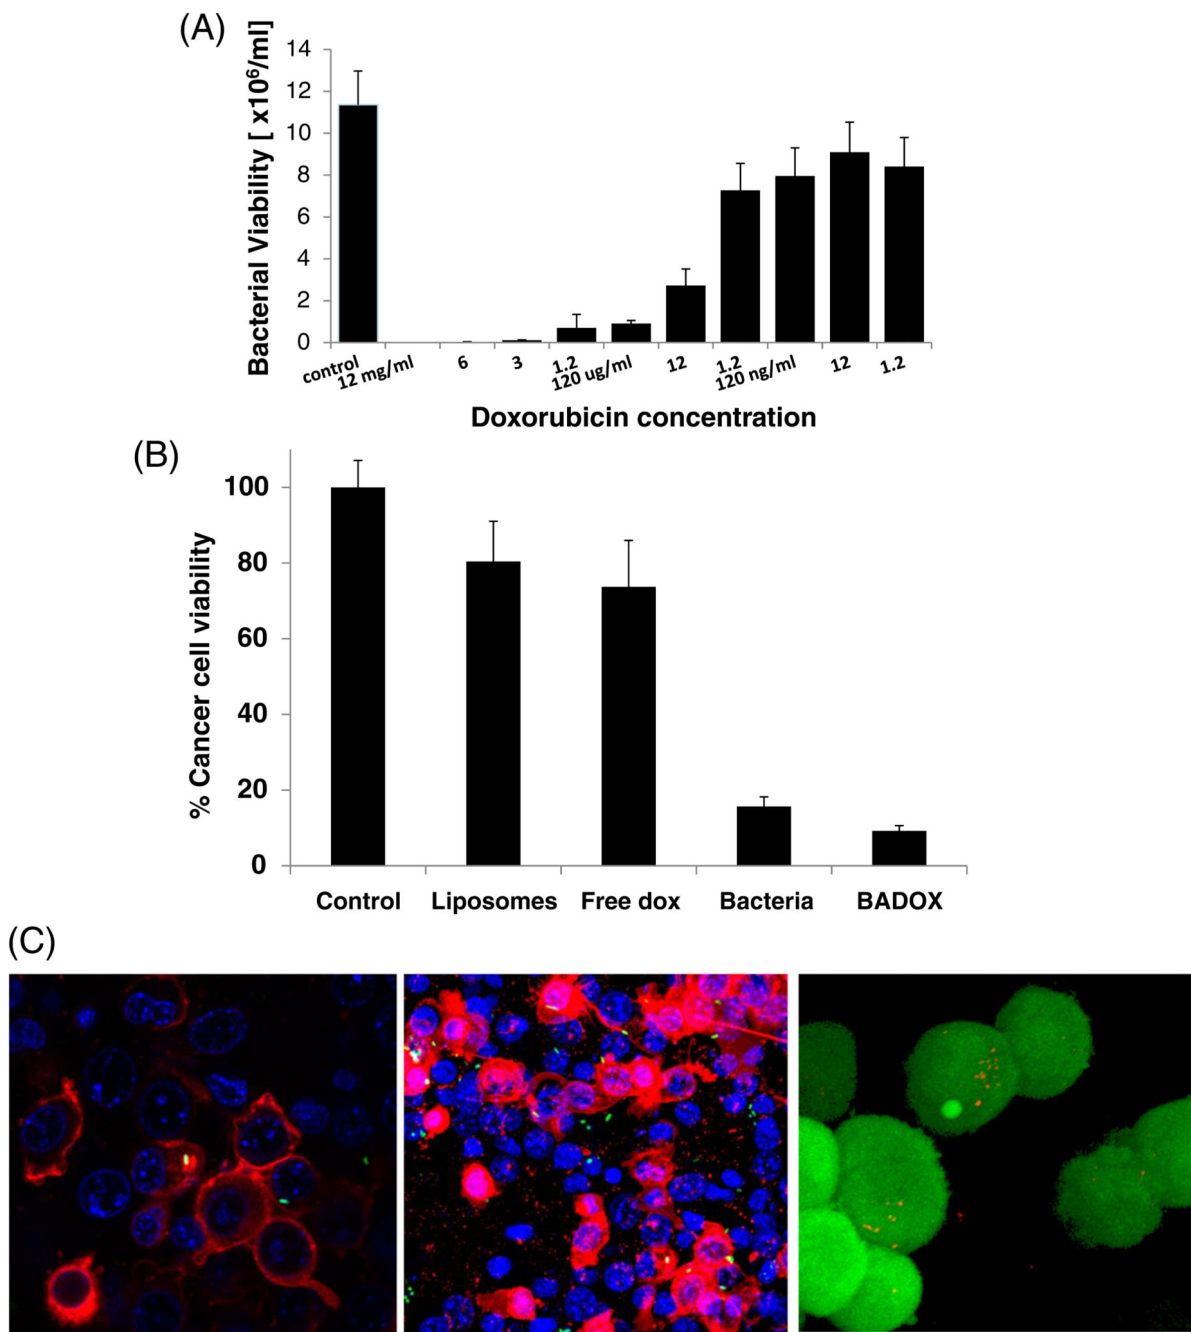 (A)
Bacterial Viability [ x10⁶/ml]
14
12
10
8
6
4
2
0
control
12 mg/ml
6
3
1.2
120 ug/ml
12
1.2
120 ng/ml
12
1.2
Doxorubicin concentration
(B)
% Cancer cell viability
100
80
60
40
20
0
Control Liposomes Free dox Bacteria BADOX
(C)